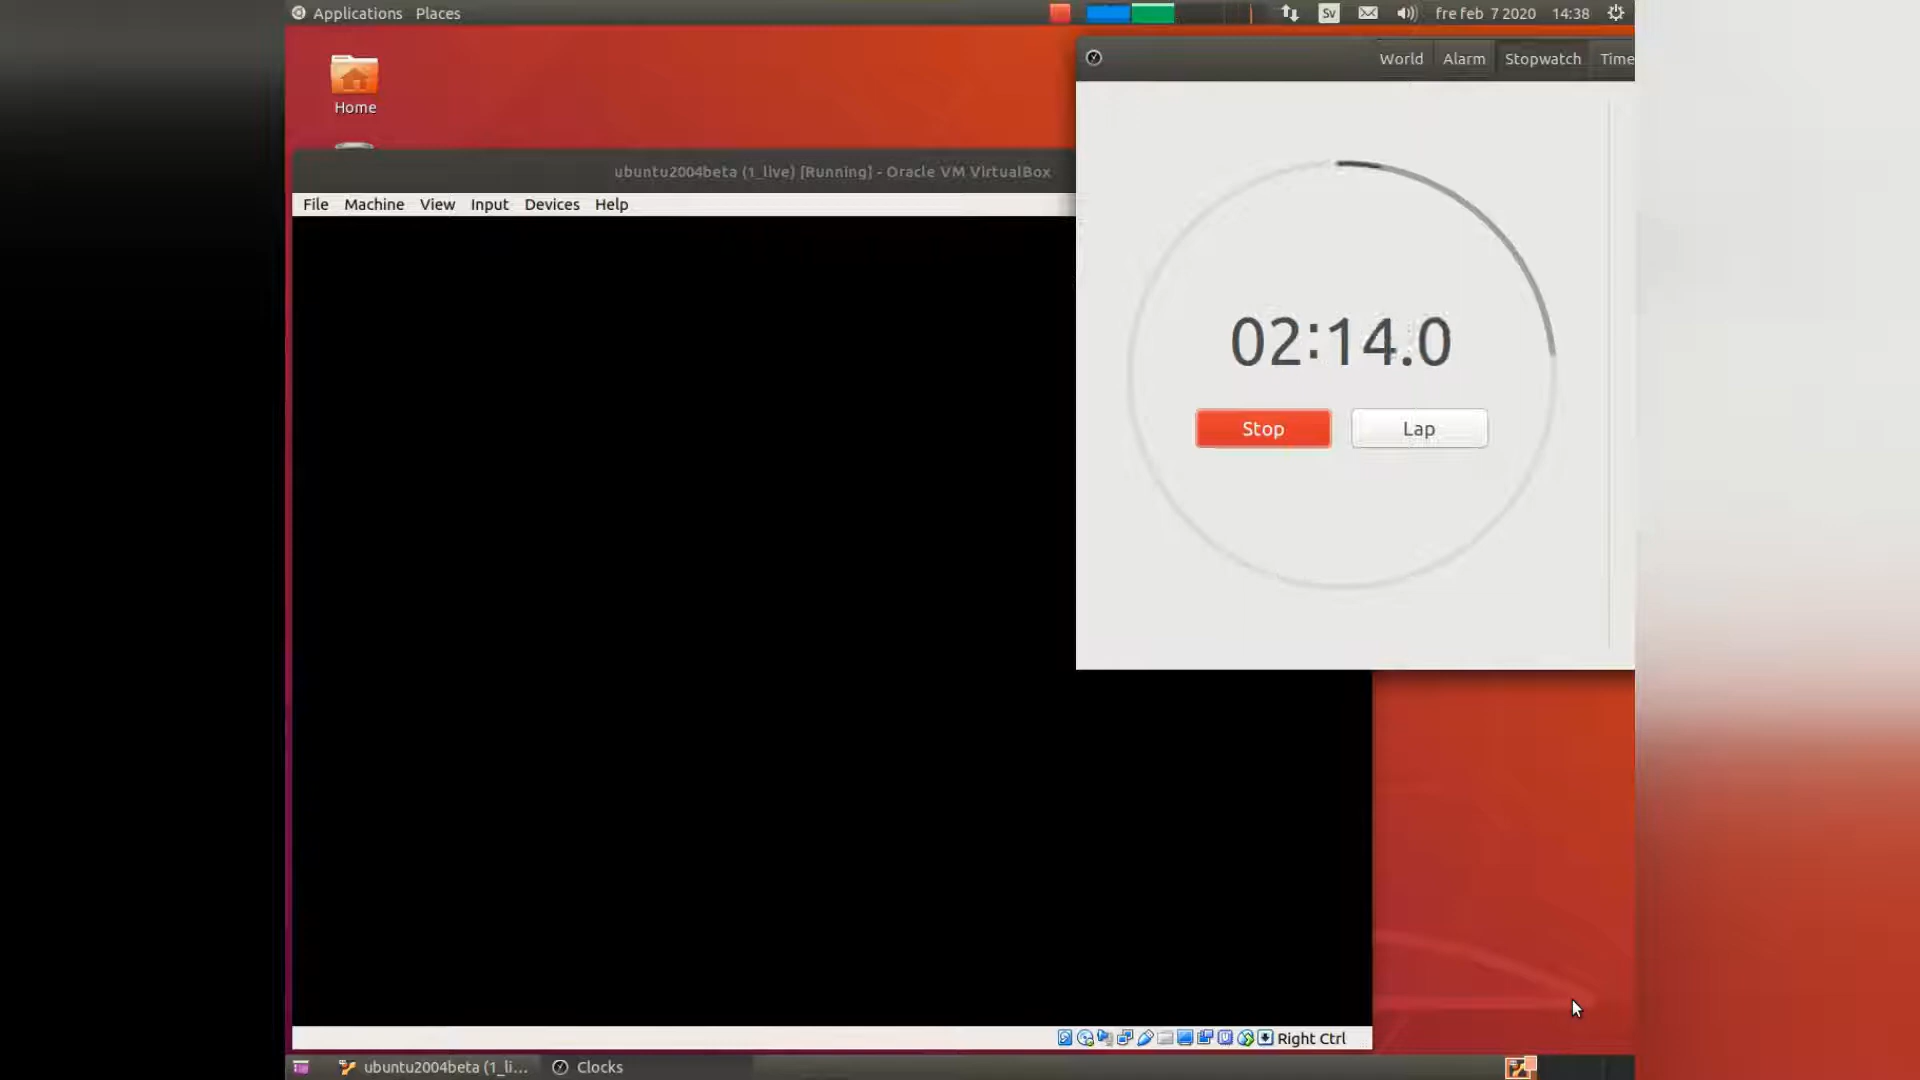 Applications Places
Sv fre feb 7 2020 14:38
Home
World Alarm Stopwatch Time
ubuntu2004beta (1_live) [Running] - Oracle VM VirtualBox
File Machine View Input Devices Help
02:14.0
Stop Lap
Right Ctrl
ubuntu2004beta (1_li... Clocks